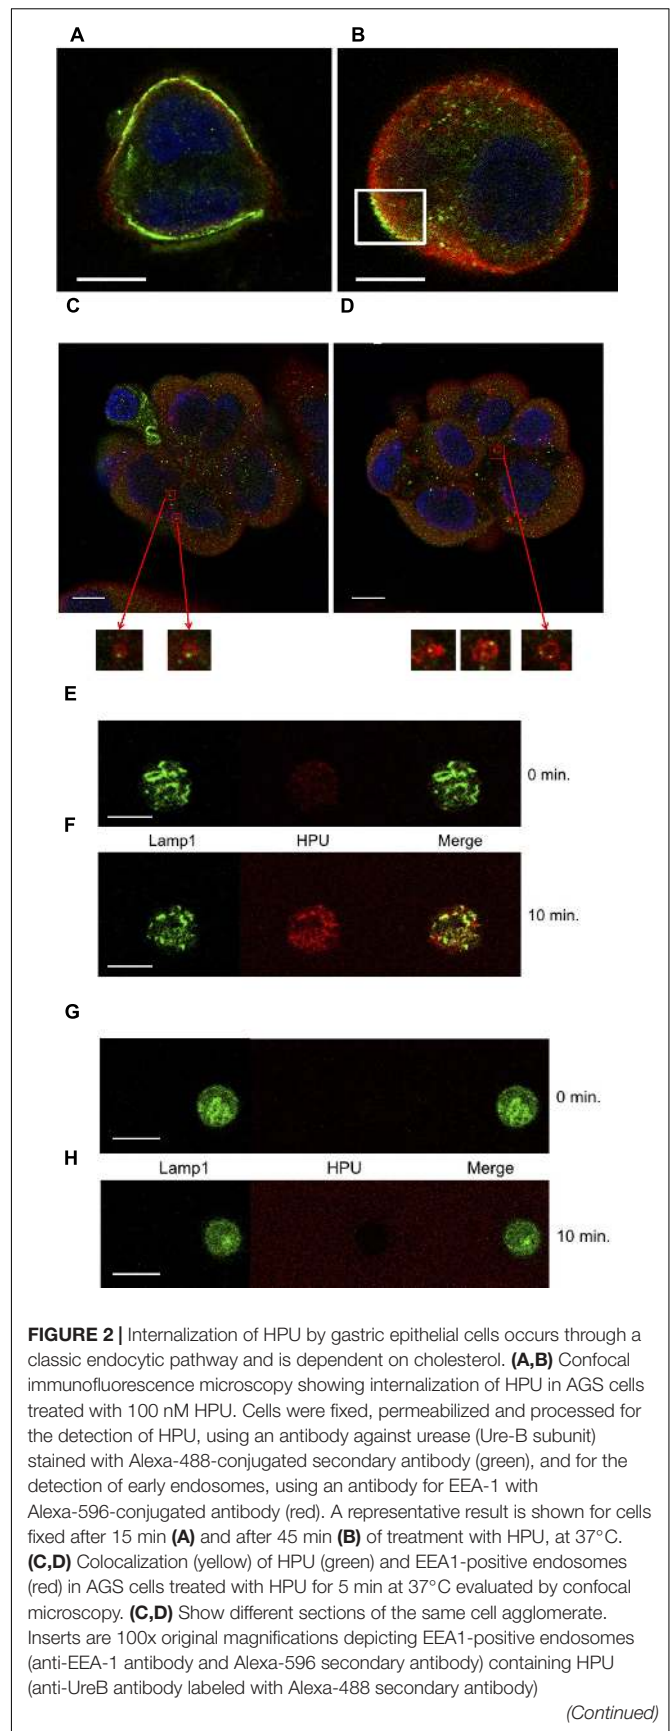 A B
C D
E
0 min.
F
Lamp1 HPU Merge
10 min.
G
0 min.
H
Lamp1 HPU Merge
10 min.
FIGURE 2 | Internalization of HPU by gastric epithelial cells occurs through a
classic endocytic pathway and is dependent on cholesterol. (A,B) Confocal
immunofluorescence microscopy showing internalization of HPU in AGS cells
treated with 100 nM HPU. Cells were fixed, permeabilized and processed for
the detection of HPU, using an antibody against urease (Ure-B subunit)
stained with Alexa-488-conjugated secondary antibody (green), and for the
detection of early endosomes, using an antibody for EEA-1 with
Alexa-596-conjugated antibody (red). A representative result is shown for cells
fixed after 15 min (A) and after 45 min (B) of treatment with HPU, at 37°C.
(C,D) Colocalization (yellow) of HPU (green) and EEA1-positive endosomes
(red) in AGS cells treated with HPU for 5 min at 37°C evaluated by confocal
microscopy. (C,D) Show different sections of the same cell agglomerate.
Inserts are 100x original magnifications depicting EEA1-positive endosomes
(anti-EEA-1 antibody and Alexa-596 secondary antibody) containing HPU
(anti-UreB antibody labeled with Alexa-488 secondary antibody)
(Continued)